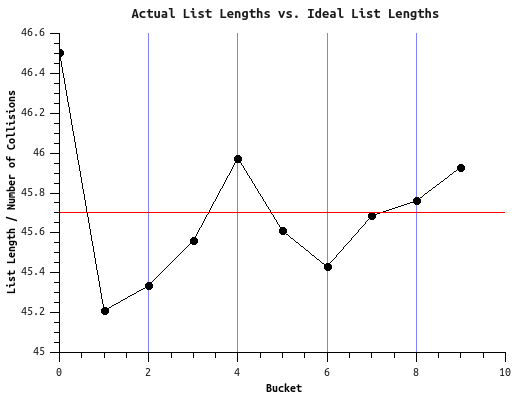 Actual List Lengths vs. Ideal List Lengths
46.6
46.4
46.2
46
45.8
45.6
45.4
45.2
45
List Length / Number of Collisions
0 2 4 6 8 10
Bucket